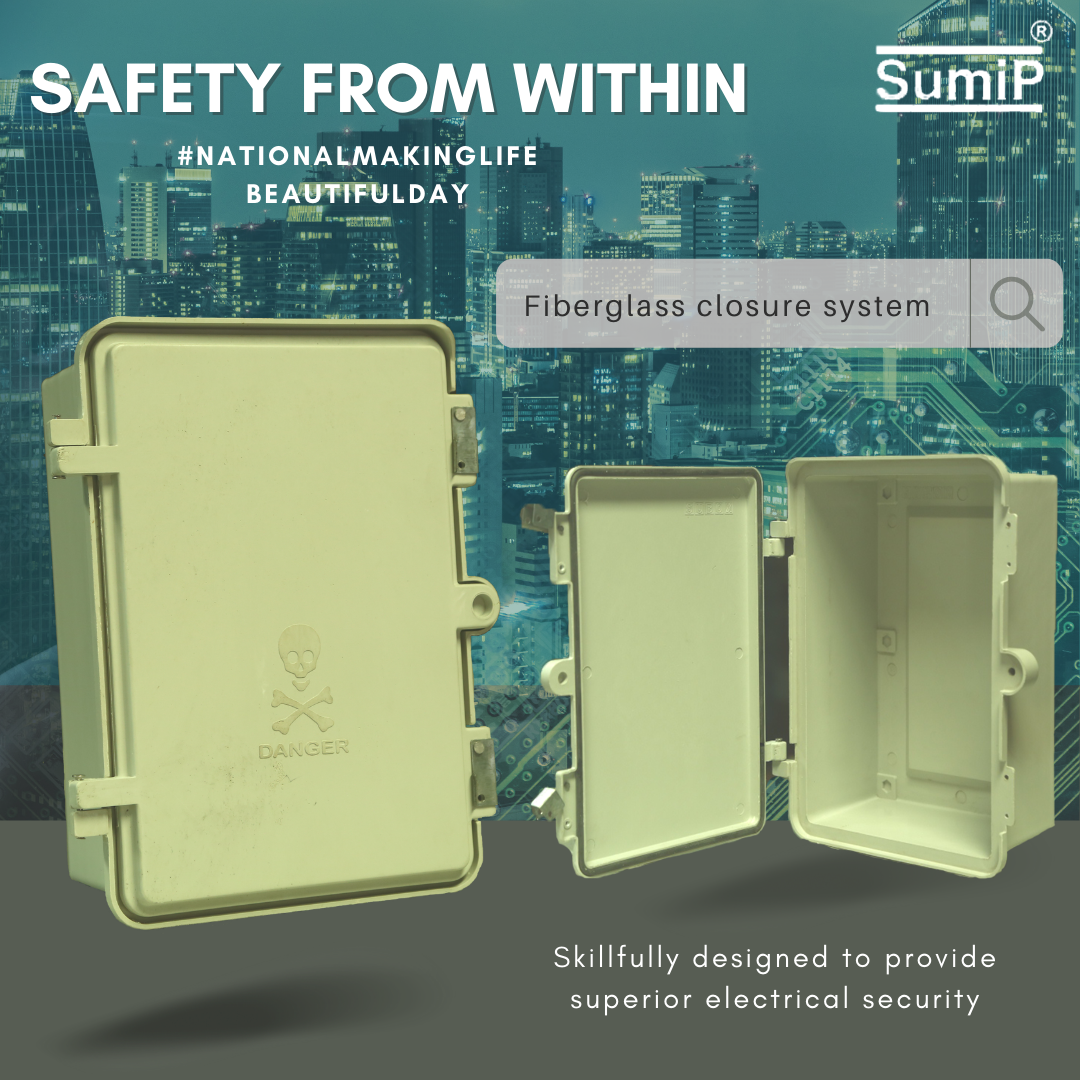 SAFETY FROM WITHIN
SumiP®
#NATIONALMAKINGLIFE
BEAUTIFULDAY
Fiberglass closure system
DANGER
Skillfully designed to provide
superior electrical security